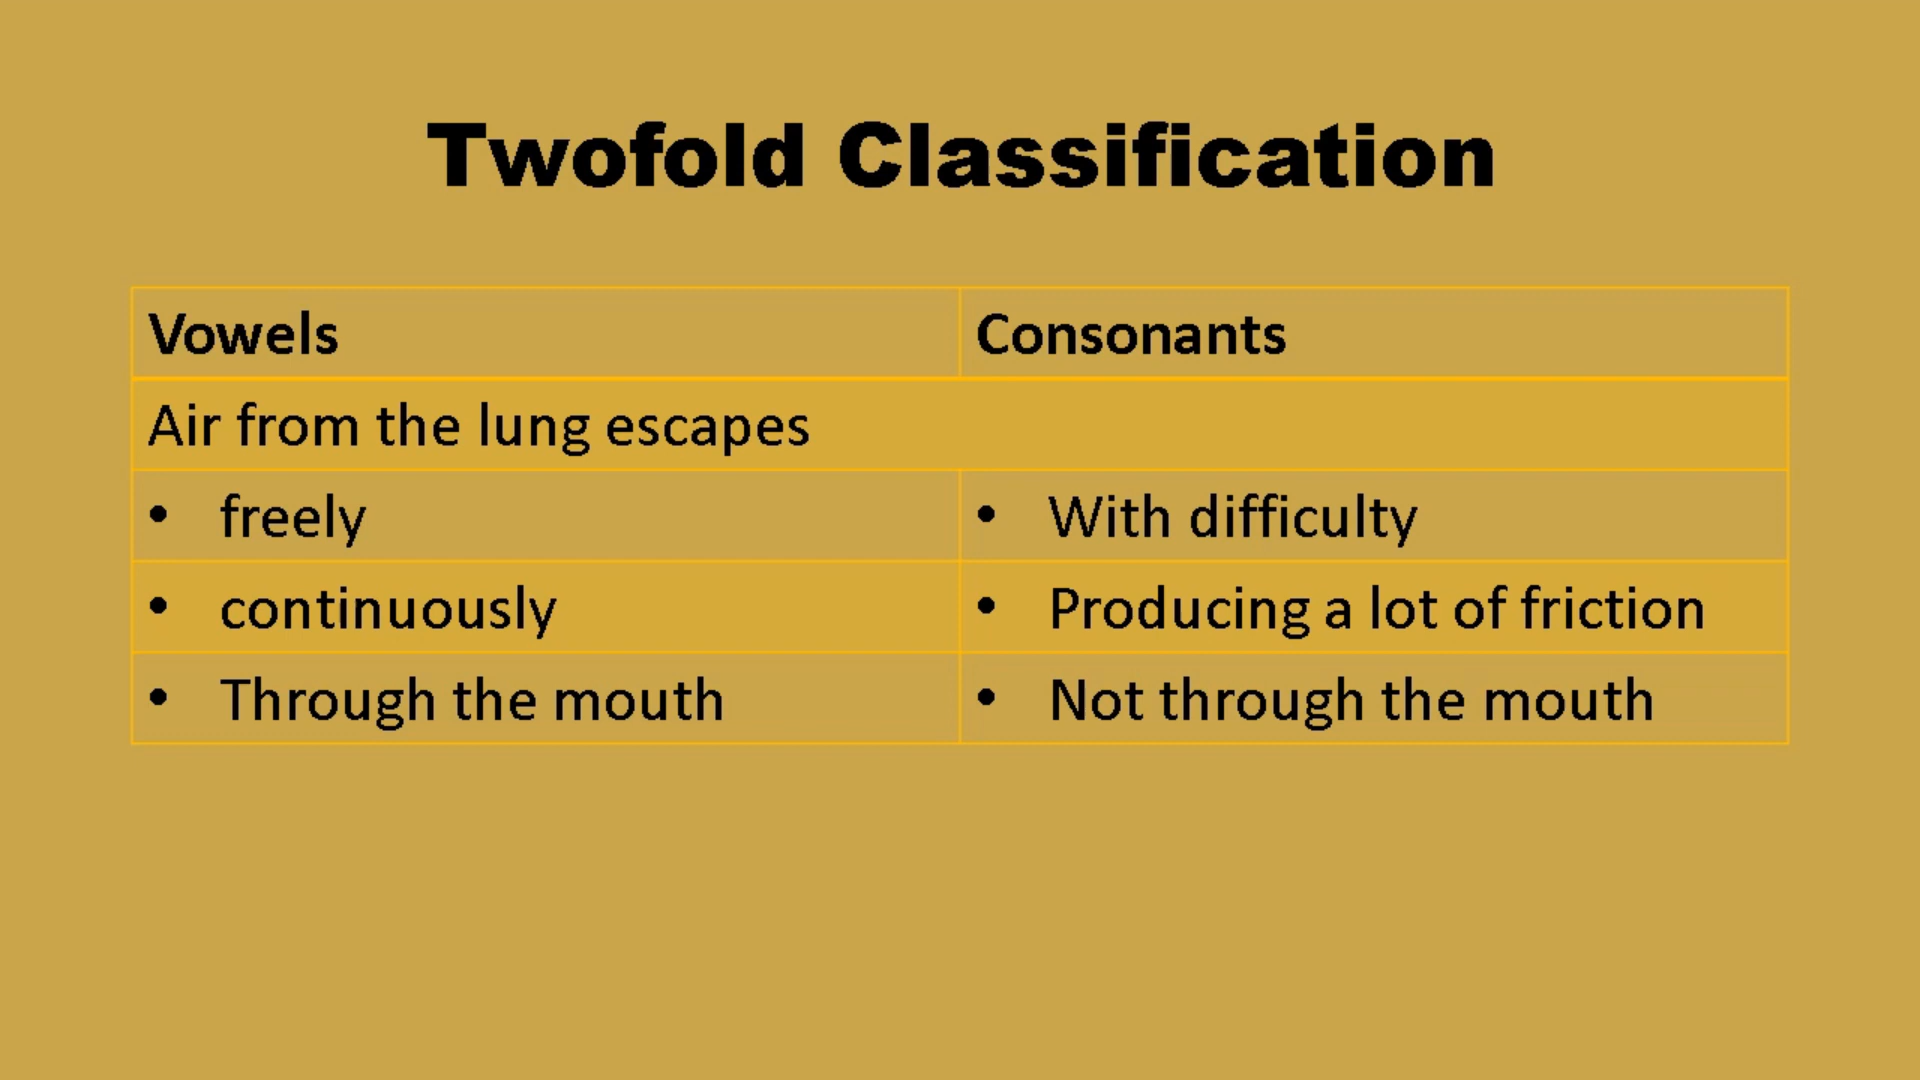 Twofold Classification
Vowels
Consonants
Air from the lung escapes
• freely
• With difficulty
• continuously
• Producing a lot of friction
• Through the mouth
• Not through the mouth